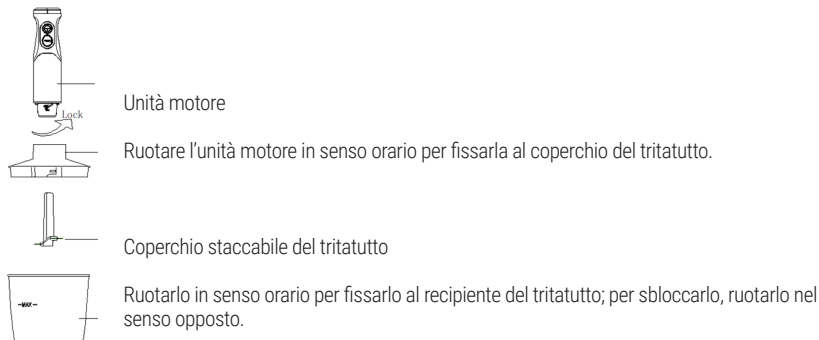 Lock
Unità motore
Ruotare l'unità motore in senso orario per fissarla al coperchio del tritatutto.
Coperchio staccabile del tritatutto
-MAX-
Ruotarlo in senso orario per fissarlo al recipiente del tritatutto; per sbloccarlo, ruotarlo nel
senso opposto.